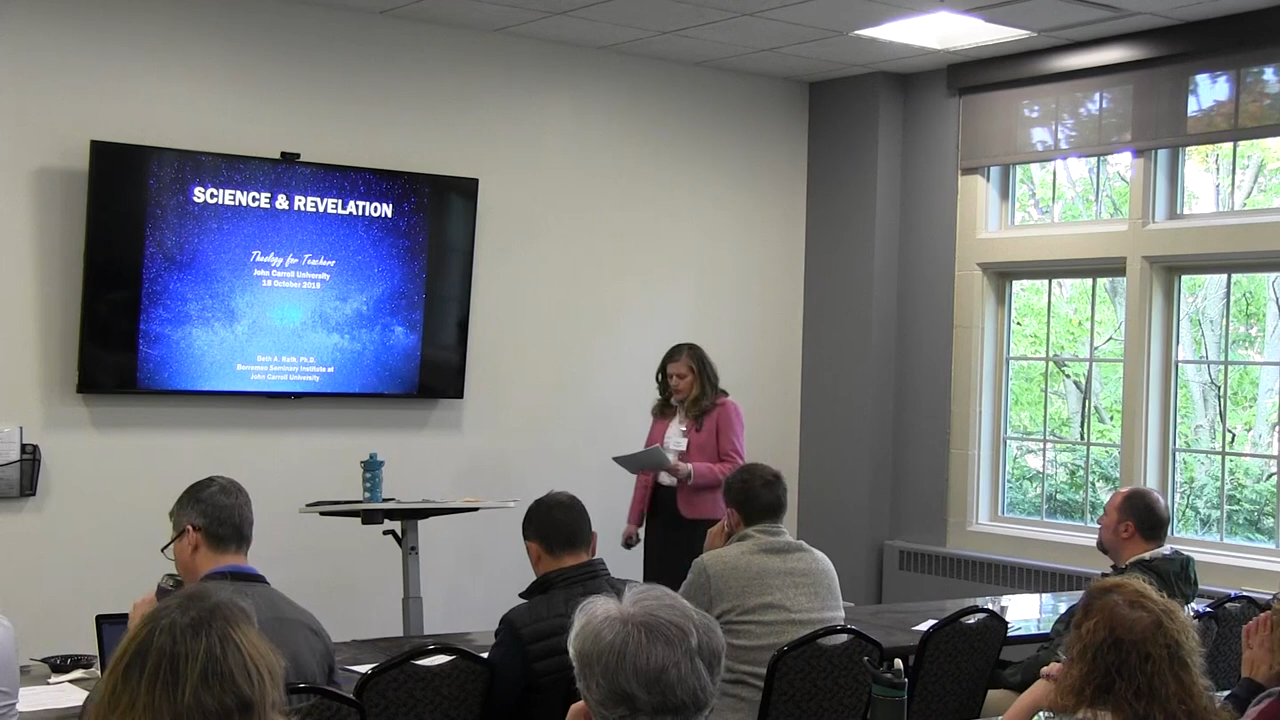 SCIENCE & REVELATION
Theology for Teachers
John Carroll University
18 October 2019
Beth A. Rath, Ph.D.
Borromeo Seminary Institute at
John Carroll University